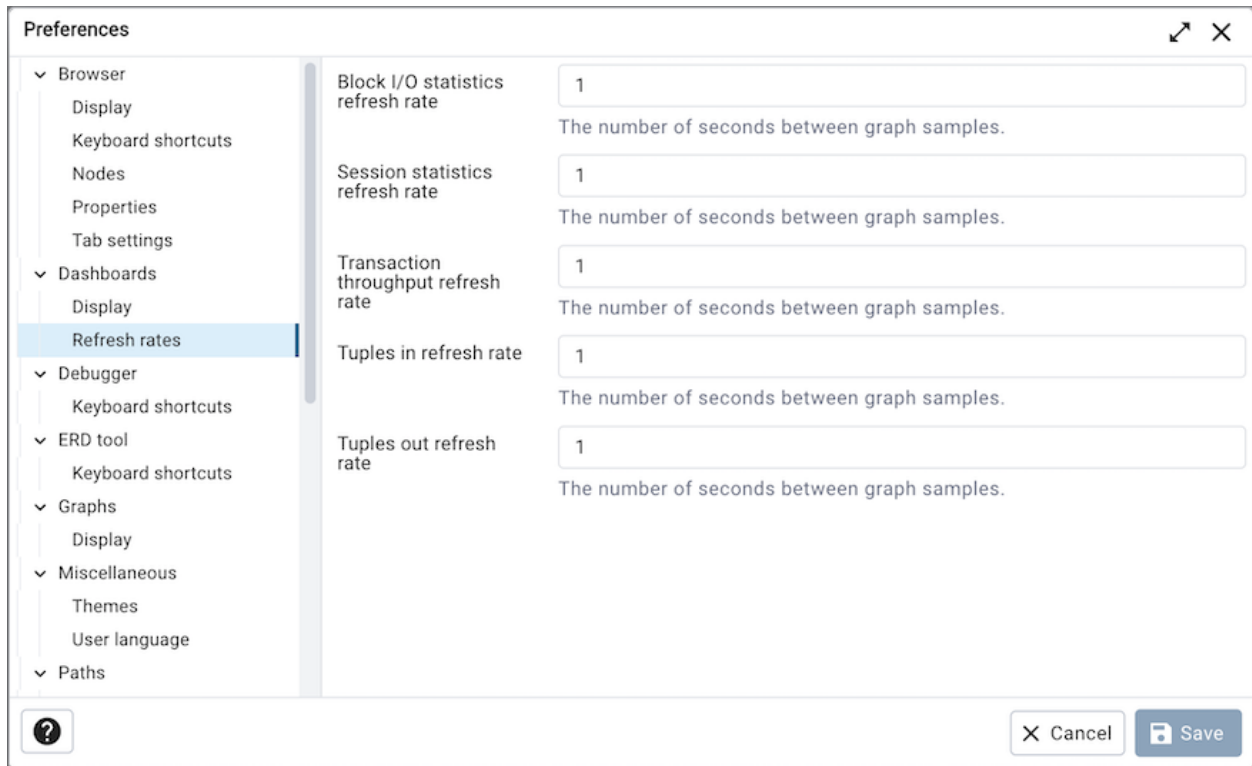 Preferences
Browser
Display
Keyboard shortcuts
Nodes
Properties
Tab settings
Dashboards
Display
Refresh rates
Debugger
Keyboard shortcuts
ERD tool
Keyboard shortcuts
Graphs
Display
Miscellaneous
Themes
User language
Paths
Block I/O statistics
refresh rate
1
The number of seconds between graph samples.
Session statistics
refresh rate
1
The number of seconds between graph samples.
Transaction
throughput refresh
rate
1
The number of seconds between graph samples.
Tuples in refresh rate
1
The number of seconds between graph samples.
Tuples out refresh
rate
1
The number of seconds between graph samples.
?
Cancel
Save